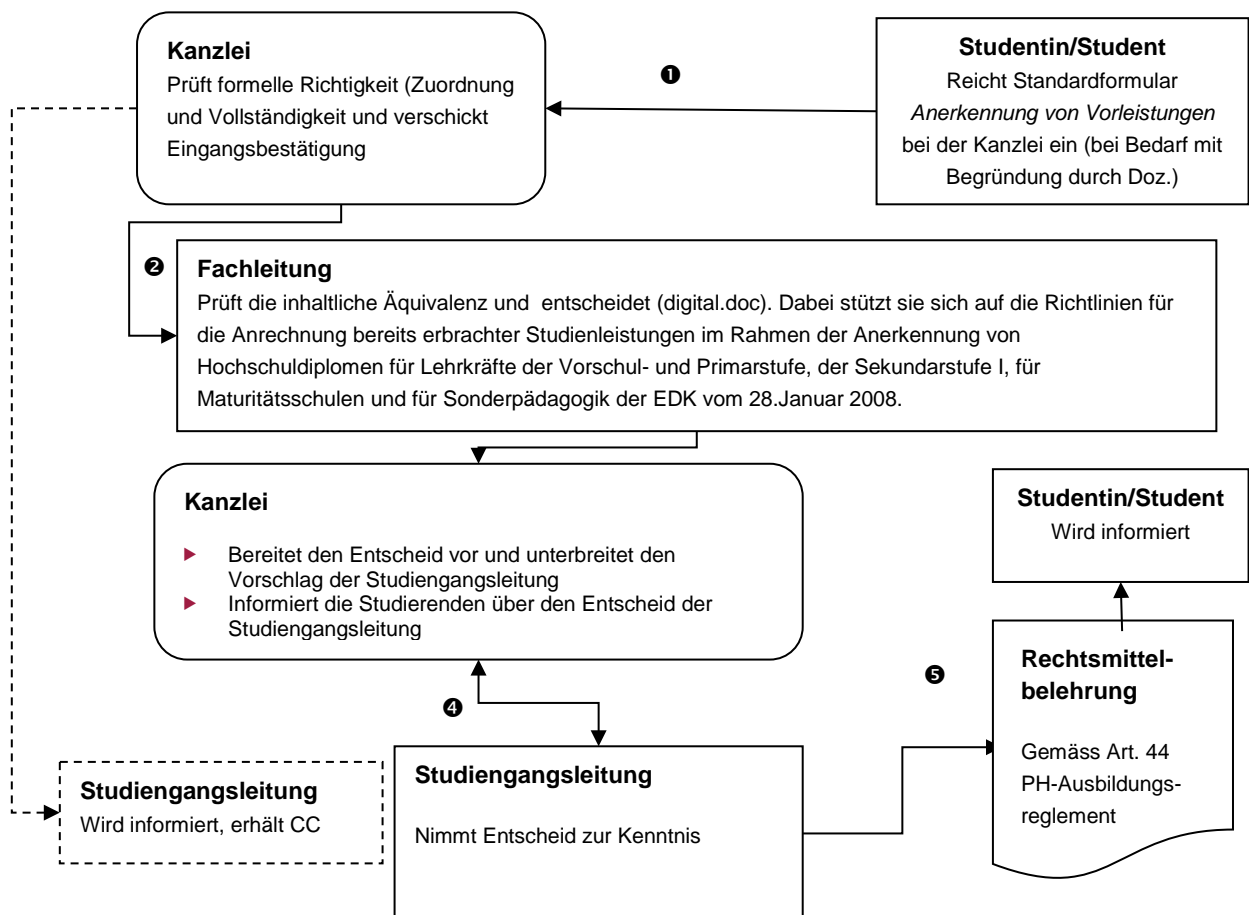 Kanzlei
Prüft formelle Richtigkeit (Zuordnung
und Vollständigkeit und verschickt
Eingangsbestätigung
❶
Studentin/Student
Reicht Standardformular
Anerkennung von Vorleistungen
bei der Kanzlei ein (bei Bedarf mit
Begründung durch Doz.)
❷
Fachleitung
Prüft die inhaltliche Äquivalenz und entscheidet (digital.doc). Dabei stützt sie sich auf die Richtlinien für
die Anrechnung bereits erbrachter Studienleistungen im Rahmen der Anerkennung von
Hochschuldiplomen für Lehrkräfte der Vorschul- und Primarstufe, der Sekundarstufe I, für
Maturitätsschulen und für Sonderpädagogik der EDK vom 28.Januar 2008.
Kanzlei
Bereitet den Entscheid vor und unterbreitet den
Vorschlag der Studiengangsleitung
Informiert die Studierenden über den Entscheid der
Studiengangsleitung
Studentin/Student
Wird informiert
❹
❺
Rechtsmittel-
belehrung
Gemäss Art. 44
PH-Ausbildungs-
reglement
Studiengangsleitung
Wird informiert, erhält CC
Studiengangsleitung
Nimmt Entscheid zur Kenntnis